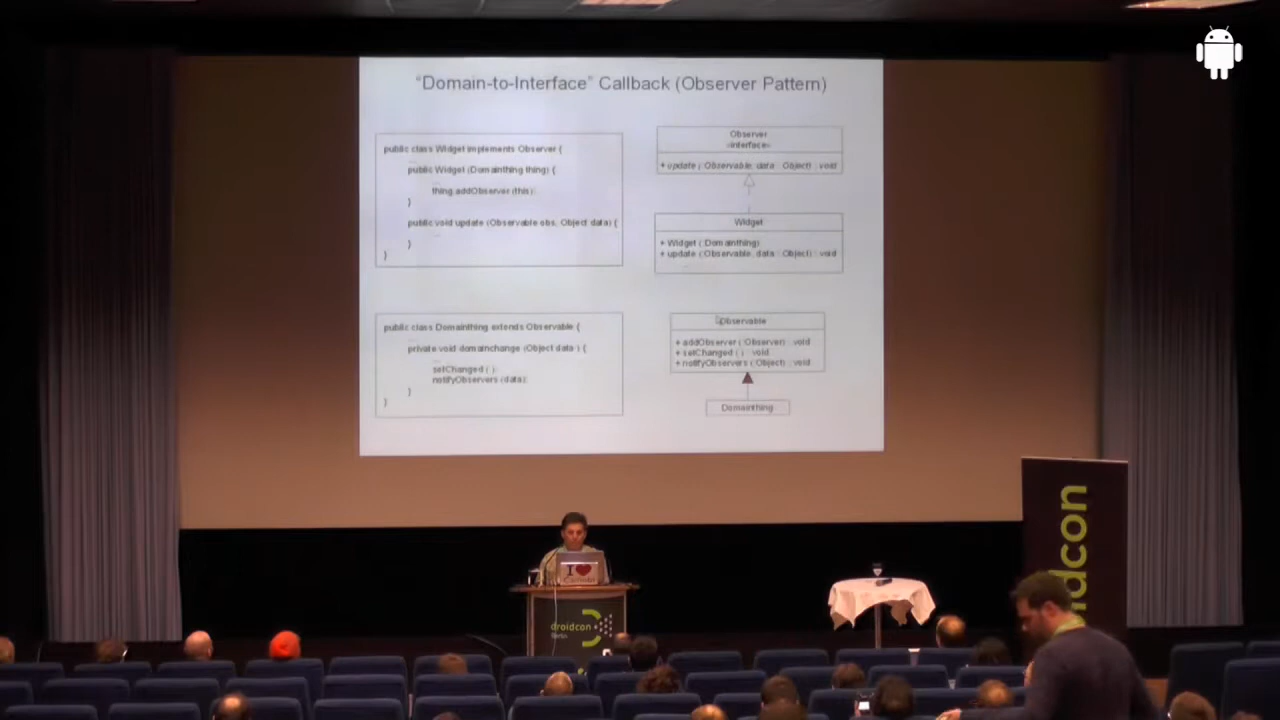 "Domain-to-Interface" Callback (Observer Pattern)
public class Widget implements Observer {
public Widget (Domainthing thing) {
...
thing.addObserver (this);
}
public void update (Observable obs, Object data) {
...
}
}
Observer
<interface>
+ update ( :Observable, data : Object) : void
Widget
+ Widget ( :Domainthing)
+ update ( :Observable, data : Object) : void
public class Domainthing extends Observable {
private void domainchange (Object data ) {
...
setChanged ( );
notifyObservers (data);
}
}
Observable
+ addObserver ( :Observer) : void
+ setChanged ( ) : void
+ notifyObservers ( :Object) : void
Domainthing
I
droidcon
Berlin
idcon